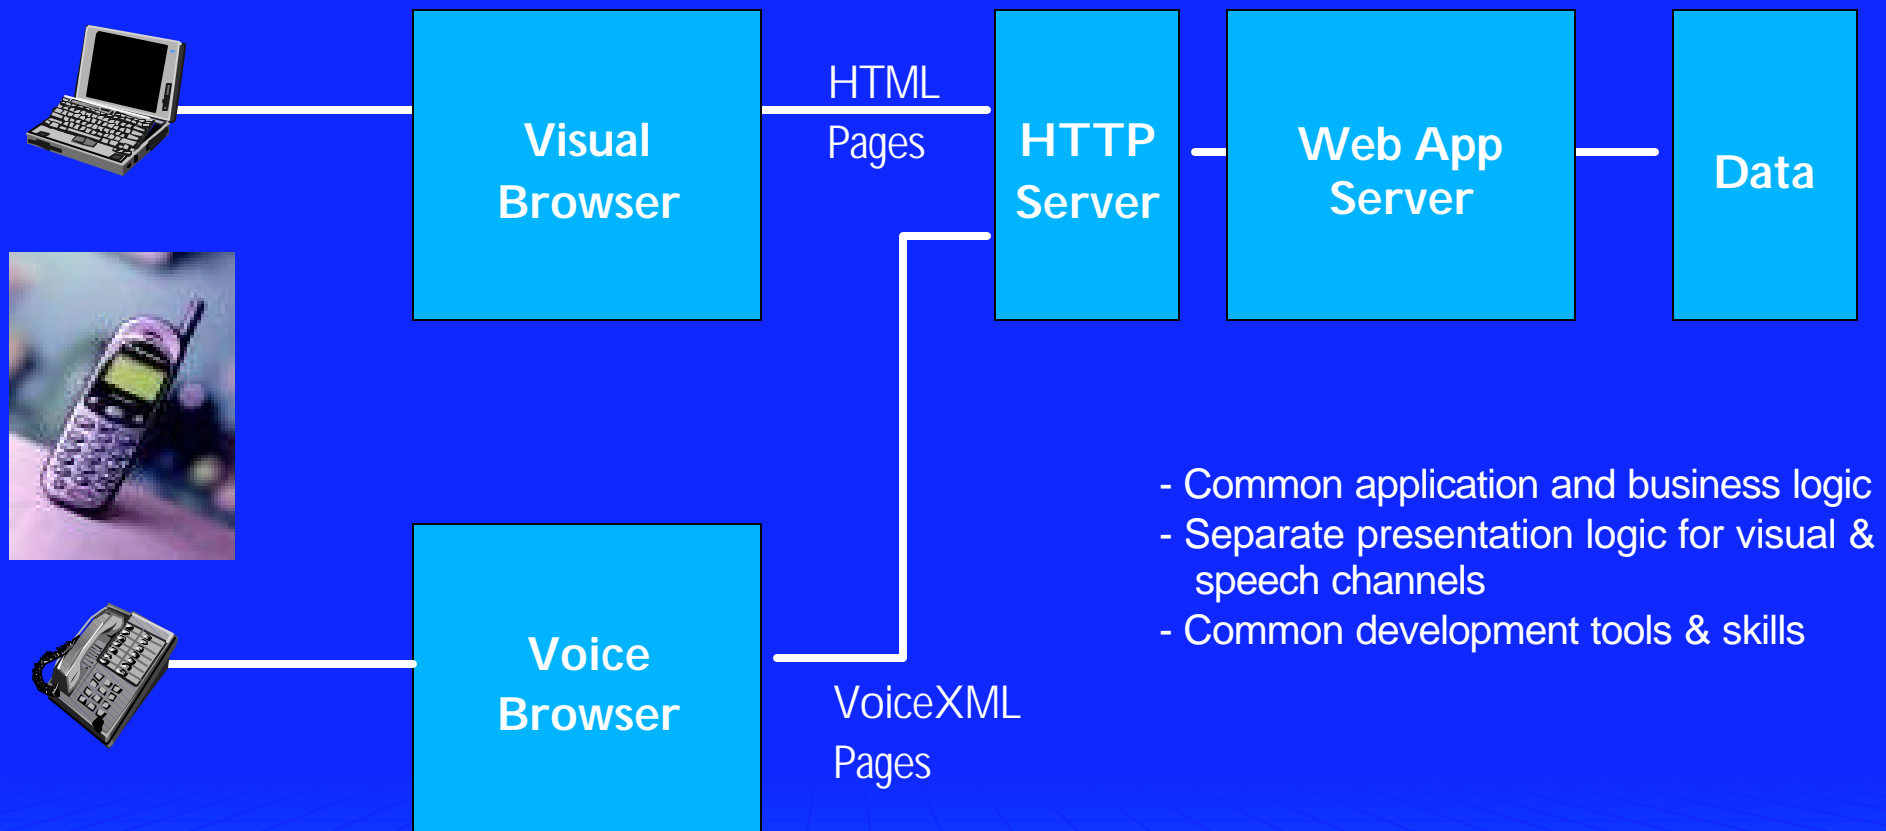 Visual
Browser
HTML
Pages
HTTP
Server
Web App
Server
Data
- Common application and business logic
- Separate presentation logic for visual &
speech channels
- Common development tools & skills
Voice
Browser
VoiceXML
Pages